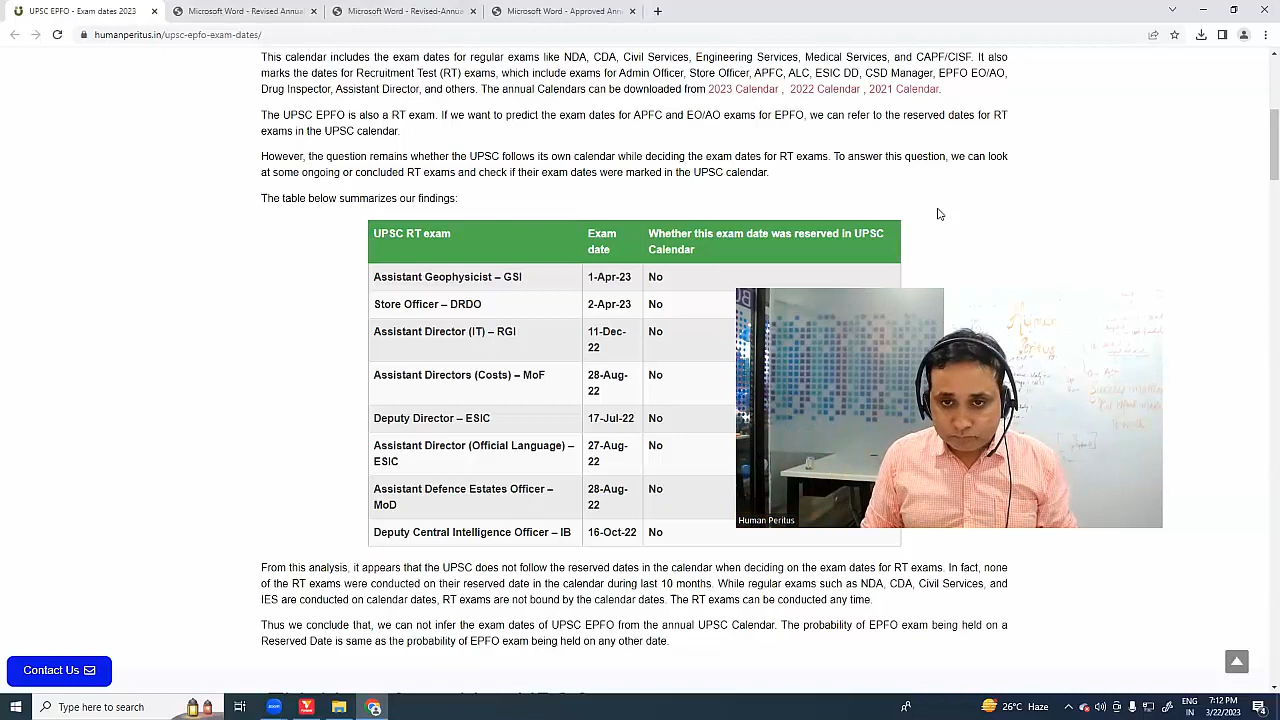 UPSC EPFO - Exam dates 2023
Microsoft Word - Revised Annual
Microsoft Word - Revised-Annua
Microsoft Word - Approved Ann
humanperitus.in/upsc-epfo-exam-dates/
This calendar includes the exam dates for regular exams like NDA, CDA, Civil Services, Engineering Services, Medical Services, and CAPF/CISF. It also
marks the dates for Recruitment Test (RT) exams, which include exams for Admin Officer, Store Officer, APFC, ALC, ESIC DD, CSD Manager, EPFO EO/AO,
Drug Inspector, Assistant Director, and others. The annual Calendars can be downloaded from 2023 Calendar , 2022 Calendar , 2021 Calendar.
The UPSC EPFO is also a RT exam. If we want to predict the exam dates for APFC and EO/AO exams for EPFO, we can refer to the reserved dates for RT
exams in the UPSC calendar.
However, the question remains whether the UPSC follows its own calendar while deciding the exam dates for RT exams. To answer this question, we can look
at some ongoing or concluded RT exams and check if their exam dates were marked in the UPSC calendar.
The table below summarizes our findings:
UPSC RT exam
Exam
date
Whether this exam date was reserved in UPSC
Calendar
Assistant Geophysicist – GSI
1-Apr-23
No
Store Officer – DRDO
2-Apr-23
No
Assistant Director (IT) – RGI
11-Dec-
22
No
Assistant Directors (Costs) – MoF
28-Aug-
22
No
Deputy Director – ESIC
17-Jul-22
No
Assistant Director (Official Language) –
ESIC
27-Aug-
22
No
Assistant Defence Estates Officer –
MoD
28-Aug-
22
No
Deputy Central Intelligence Officer – IB
16-Oct-22
No
Human Peritus
From this analysis, it appears that the UPSC does not follow the reserved dates in the calendar when deciding on the exam dates for RT exams. In fact, none
of the RT exams were conducted on their reserved date in the calendar during last 10 months. While regular exams such as NDA, CDA, Civil Services, and
IES are conducted on calendar dates, RT exams are not bound by the calendar dates. The RT exams can be conducted any time.
Thus we conclude that, we can not infer the exam dates of UPSC EPFO from the annual UPSC Calendar. The probability of EPFO exam being held on a
Reserved Date is same as the probability of EPFO exam being held on any other date.
Contact Us
Type here to search
26°C Haze
ENG
IN
7:12 PM
3/22/2023